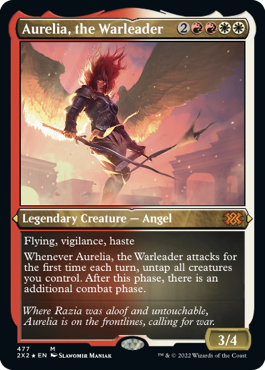 Aurelia, the Warleader 2
Legendary Creature — Angel
Flying, vigilance, haste
Whenever Aurelia, the Warleader attacks for
the first time each turn, untap all creatures
you control. After this phase, there is an
additional combat phase.
Where Razia was aloof and untouchable,
Aurelia is on the frontlines, calling for war.
3/4
477 M
2X2 ★ EN SLAWOMIR MANIAK
™ & © 2022 Wizards of the Coast